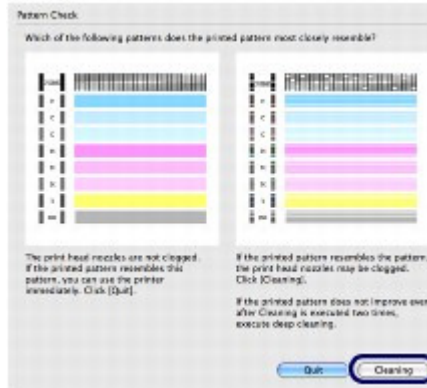 Pattern Check
Which of the following patterns does the printed pattern most closely resemble?
C
C
The print head nozzles are not clogged.
If the printed pattern resembles this
pattern, you can use the printer
immediately. Click [Quit].
If the printed pattern resembles the pattern
the print head nozzles may be clogged.
Click [Cleaning].
If the printed pattern does not improve even
after Cleaning is executed two times,
execute deep cleaning.
Quit
Cleaning